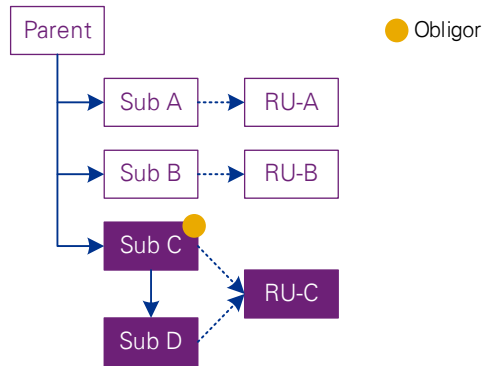 Parent
Obligor
Sub A
RU-A
Sub B
RU-B
Sub C
RU-C
Sub D